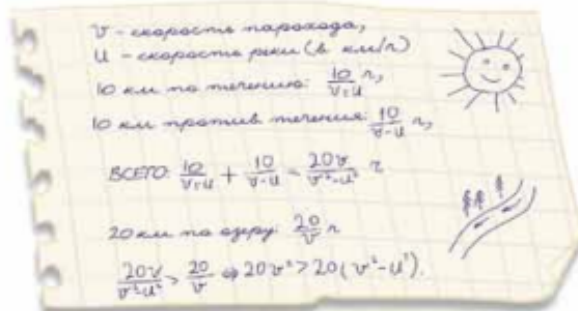 v - скорость парохода,
u - скорость реки (в км/ч)
10 км по течению: 10/(v+u) ч,
10 км против течения: 10/(v-u) ч,
ВСЕГО: 10/(v+u) + 10/(v-u) = 20v/(v²-u²) ч
20 км по озеру: 20/v ч
20v/(v²-u²) > 20/v ⇔ 20v² > 20(v²-u²).